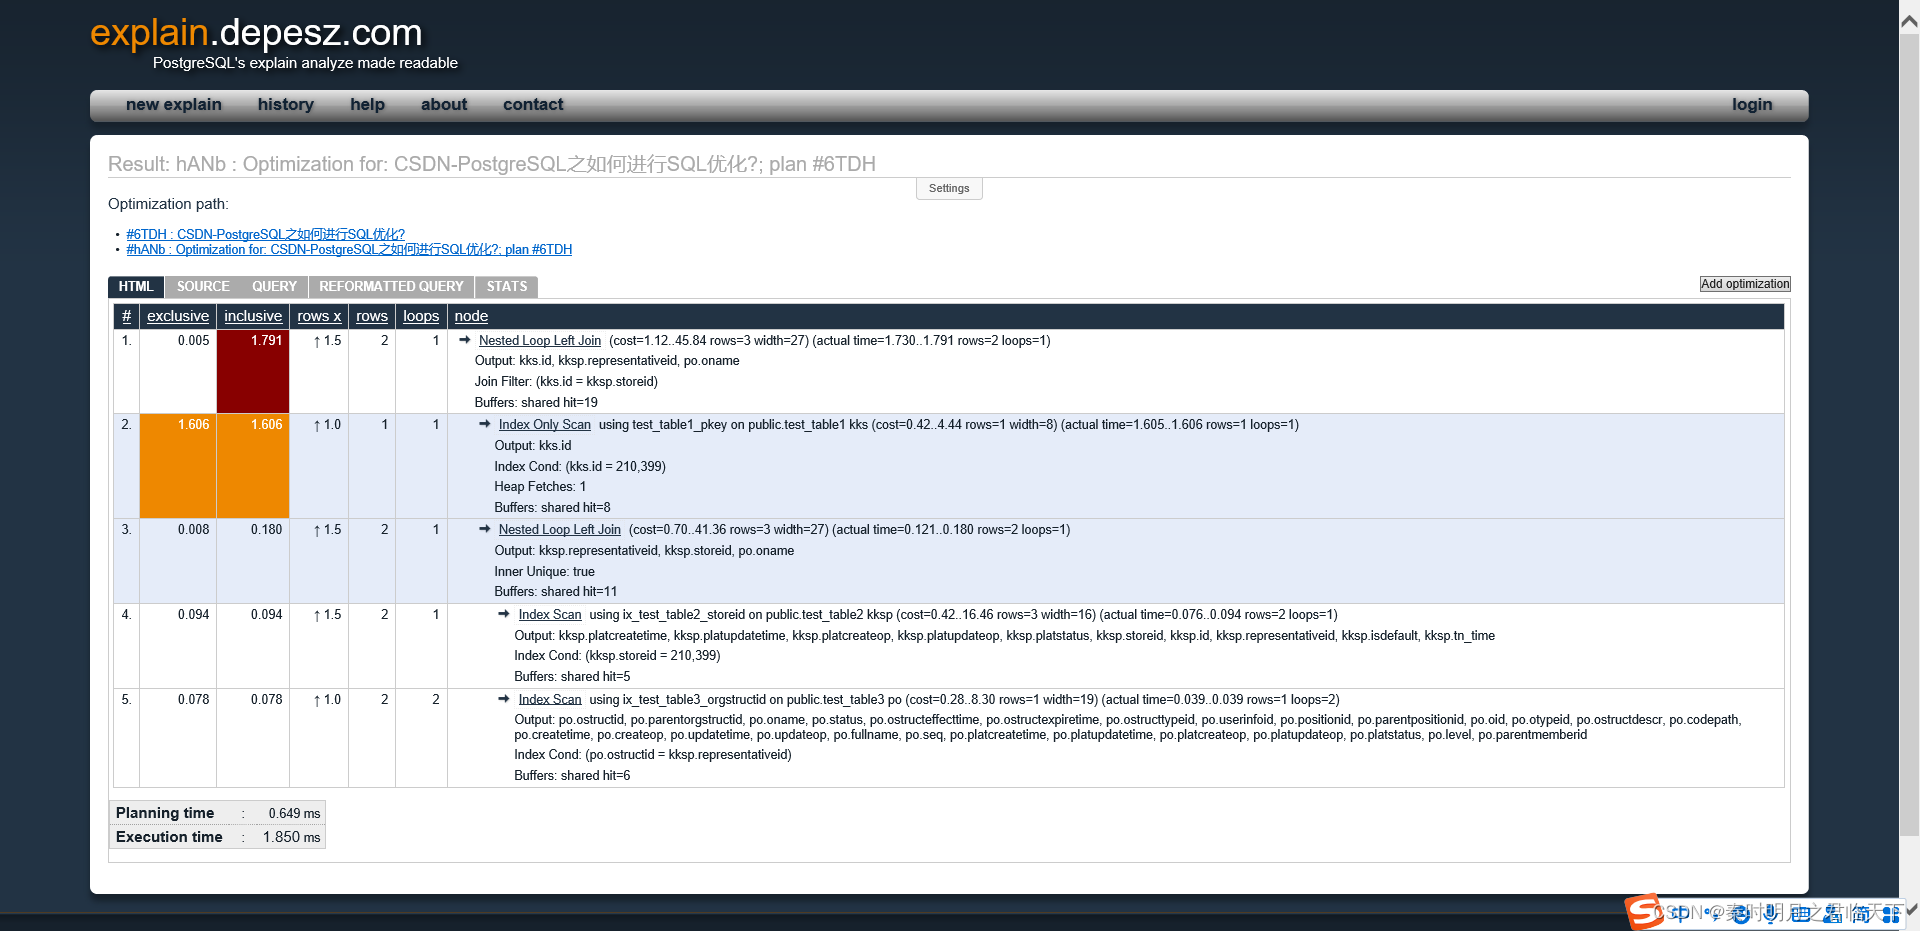 explain.depesz.com
PostgreSQL's explain analyze made readable
new explain history help about contact login
Result: hANb : Optimization for: CSDN-PostgreSQL之如何进行SQL优化?; plan #6TDH
Settings
Optimization path:
• #6TDH : CSDN-PostgreSQL之如何进行SQL优化?
• #hANb : Optimization for: CSDN-PostgreSQL之如何进行SQL优化?; plan #6TDH
HTML SOURCE QUERY REFORMATTED QUERY STATS Add optimization
# exclusive inclusive rows x rows loops node
1. 0.005 1.791 ↑ 1.5 2 1 ➞ Nested Loop Left Join (cost=1.12..45.84 rows=3 width=27) (actual time=1.730..1.791 rows=2 loops=1)
Output: kks.id, kksp.representativeid, po.oname
Join Filter: (kks.id = kksp.storeid)
Buffers: shared hit=19
2. 1.606 1.606 ↑ 1.0 1 1 ➞ Index Only Scan using test_table1_pkey on public.test_table1 kks (cost=0.42..4.44 rows=1 width=8) (actual time=1.605..1.606 rows=1 loops=1)
Output: kks.id
Index Cond: (kks.id = 210,399)
Heap Fetches: 1
Buffers: shared hit=8
3. 0.008 0.180 ↑ 1.5 2 1 ➞ Nested Loop Left Join (cost=0.70..41.36 rows=3 width=27) (actual time=0.121..0.180 rows=2 loops=1)
Output: kksp.representativeid, kksp.storeid, po.oname
Inner Unique: true
Buffers: shared hit=11
4. 0.094 0.094 ↑ 1.5 2 1 ➞ Index Scan using ix_test_table2_storeid on public.test_table2 kksp (cost=0.42..16.46 rows=3 width=16) (actual time=0.076..0.094 rows=2 loops=1)
Output: kksp.platcreatetime, kksp.platupdatetime, kksp.platcreateop, kksp.platupdateop, kksp.platstatus, kksp.storeid, kksp.id, kksp.representativeid, kksp.isdefault, kksp.tn_time
Index Cond: (kksp.storeid = 210,399)
Buffers: shared hit=5
5. 0.078 0.078 ↑ 1.0 2 2 ➞ Index Scan using ix_test_table3_orgstructid on public.test_table3 po (cost=0.28..8.30 rows=1 width=19) (actual time=0.039..0.039 rows=1 loops=2)
Output: po.ostructid, po.parentorgstructid, po.oname, po.status, po.ostructeffecttime, po.ostructexpiretime, po.ostructtypeid, po.userinfoid, po.positionid, po.parentpositionid, po.oid, po.otypeid, po.ostructdescr, po.codepath,
po.createtime, po.createop, po.updatetime, po.updateop, po.fullname, po.seq, po.platcreatetime, po.platupdatetime, po.platcreateop, po.platupdateop, po.platstatus, po.level, po.parentmemberid
Index Cond: (po.ostructid = kksp.representativeid)
Buffers: shared hit=6
Planning time : 0.649 ms
Execution time : 1.850 ms
CSDN @秦时明月之君临天下